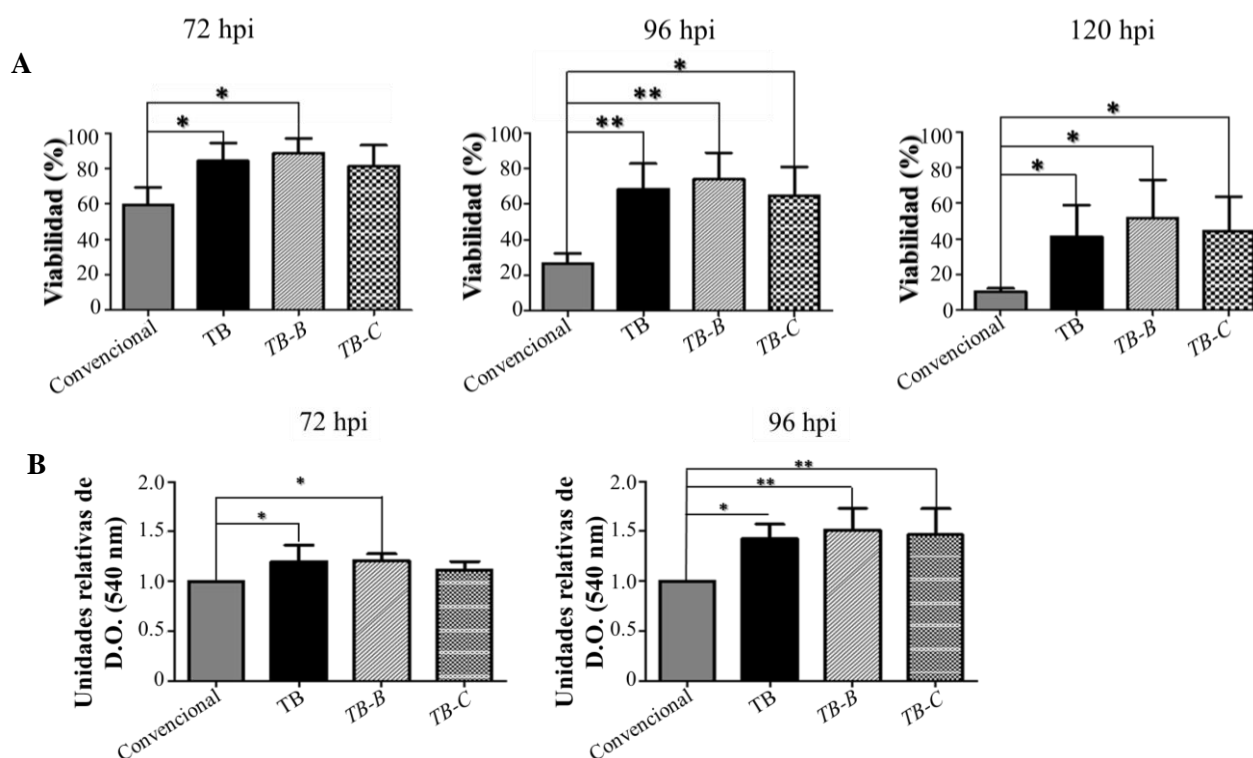 72 hpi
96 hpi
120 hpi
A
*
*
Viabilidad (%)
100
80
60
40
20
0
Convencional
TB
TB-B
TB-C
*
**
**
Viabilidad (%)
100
80
60
40
20
0
Convencional
TB
TB-B
TB-C
*
*
*
Viabilidad (%)
100
80
60
40
20
0
Convencional
TB
TB-B
TB-C
72 hpi
96 hpi
B
*
*
Unidades relativas de
D.O. (540 nm)
2.0
1.5
1.0
0.5
0
Convencional
TB
TB-B
TB-C
**
**
*
Unidades relativas de
D.O. (540 nm)
2.0
1.5
1.0
0.5
0
Convencional
TB
TB-B
TB-C